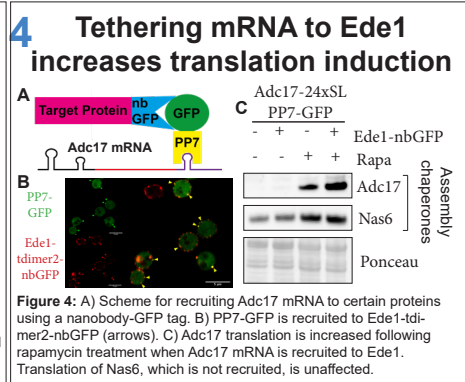 4
Tethering mRNA to Ede1
increases translation induction
A
Target Protein
nb
GFP
GFP
PP7
Adc17 mRNA
B
PP7-
GFP
Ede1-
tdimer2-
nbGFP
C
Adc17-24xSL
PP7-GFP
- + - + Ede1-nbGFP
- - + + Rapa
Adc17
Nas6
Ponceau
Assembly
chaperones
Figure 4: A) Scheme for recruiting Adc17 mRNA to certain proteins
using a nanobody-GFP tag. B) PP7-GFP is recruited to Ede1-tdi-
mer2-nbGFP (arrows). C) Adc17 translation is increased following
rapamycin treatment when Adc17 mRNA is recruited to Ede1.
Translation of Nas6, which is not recruited, is unaffected.